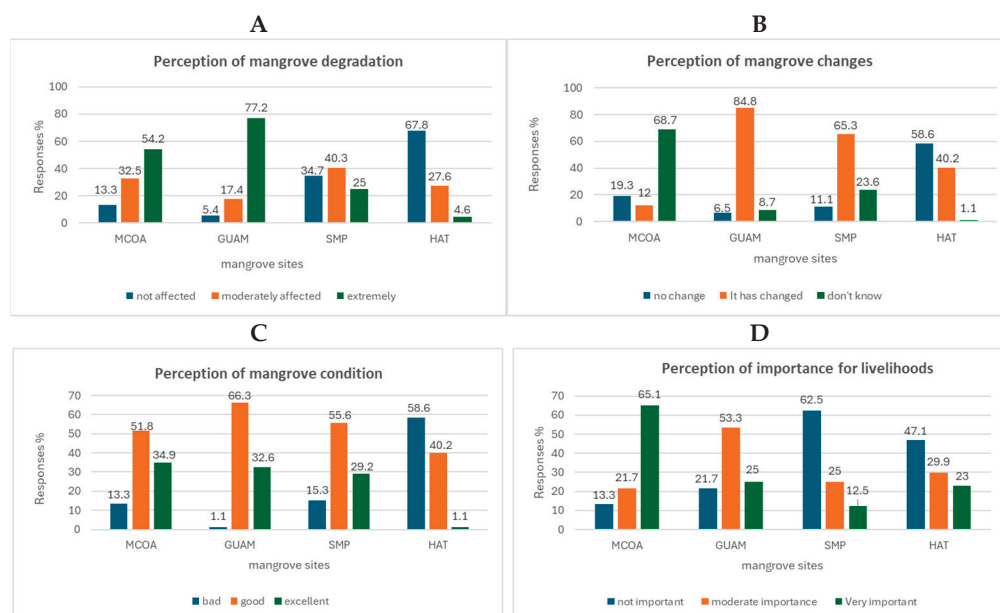 A
Perception of mangrove degradation
Responses %
100
80
60
40
20
0
13.3 32.5 54.2
5.4 17.4 77.2
34.7 40.3 25
67.8 27.6 4.6
MCOA GUAM SMP HAT
mangrove sites
not affected moderately affected extremely
B
Perception of mangrove changes
Responses %
100
80
60
40
20
0
19.3 12 68.7
6.5 84.8 8.7
11.1 65.3 23.6
58.6 40.2 1.1
MCOA GUAM SMP HAT
mangrove sites
no change It has changed don't know
C
Perception of mangrove condition
Responses %
70
60
50
40
30
20
10
0
13.3 51.8 34.9
1.1 66.3 32.6
15.3 55.6 29.2
58.6 40.2 1.1
MCOA GUAM SMP HAT
mangrove sites
bad good excellent
D
Perception of importance for livelihoods
Responses %
70
60
50
40
30
20
10
0
13.3 21.7 65.1
21.7 53.3 25
62.5 25 12.5
47.1 29.9 23
MCOA GUAM SMP HAT
mangrove sites
not important moderate importance Very important